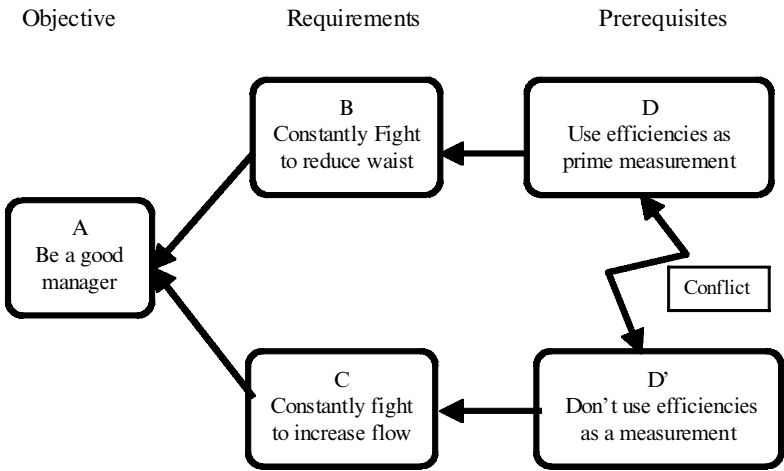 Objective
Requirements
Prerequisites
B
Constantly Fight
to reduce waist
D
Use efficiencies as
prime measurement
A
Be a good
manager
Conflict
C
Constantly fight
to increase flow
D’
Don’t use efficiencies
as a measurement